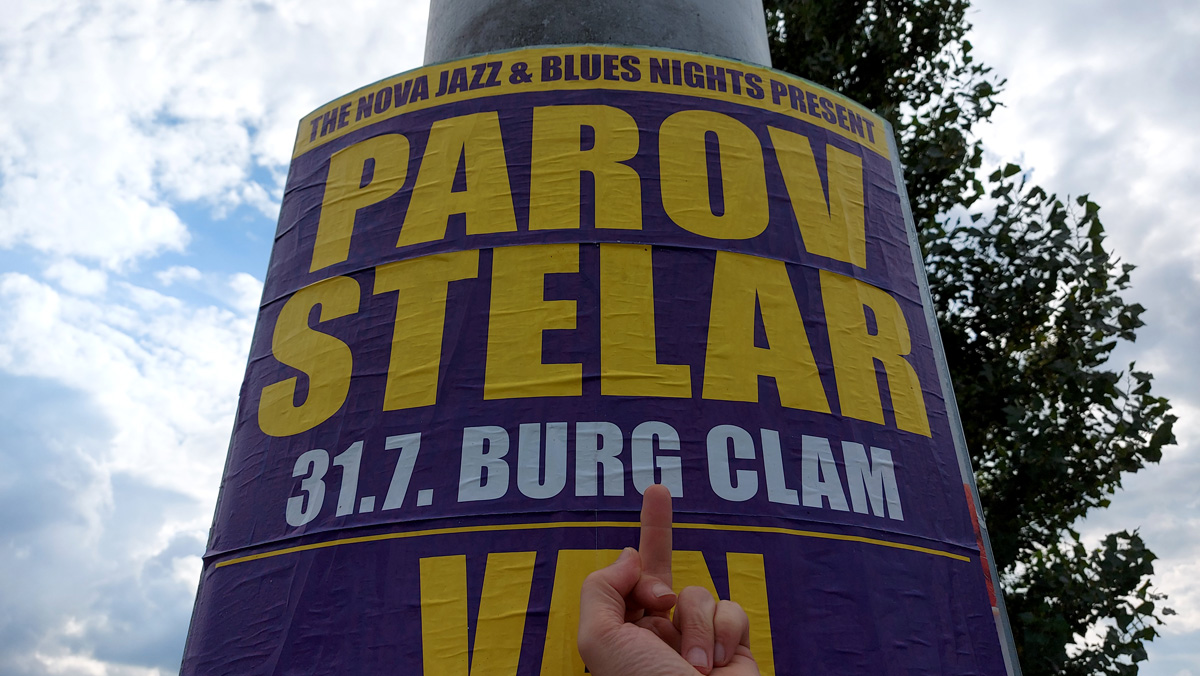 THE NOVA JAZZ & BLUES NIGHTS PRESENT
PAROV
STELAR
31.7. BURG CLAM